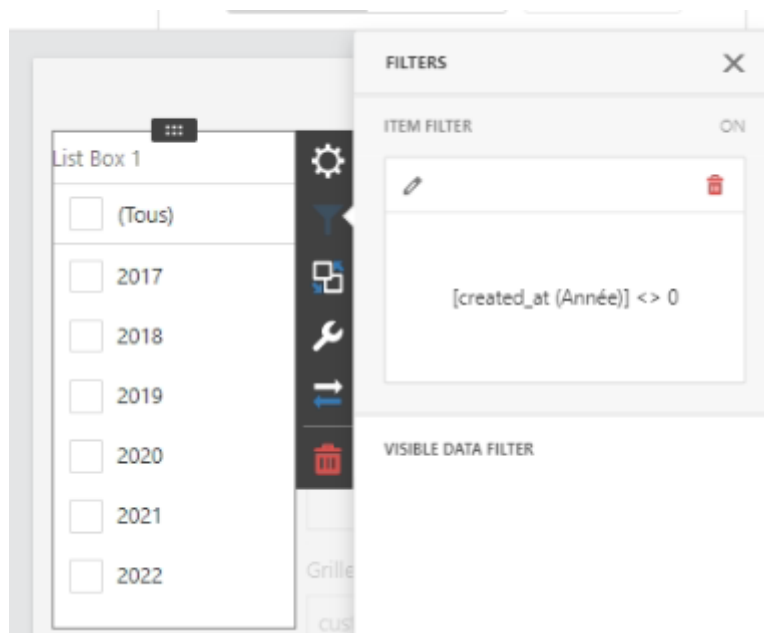 FILTERS
ITEM FILTER
ON
[created_at (Année)] <> 0
VISIBLE DATA FILTER
List Box 1
(Tous)
2017
2018
2019
2020
2021
2022
Grille
cust